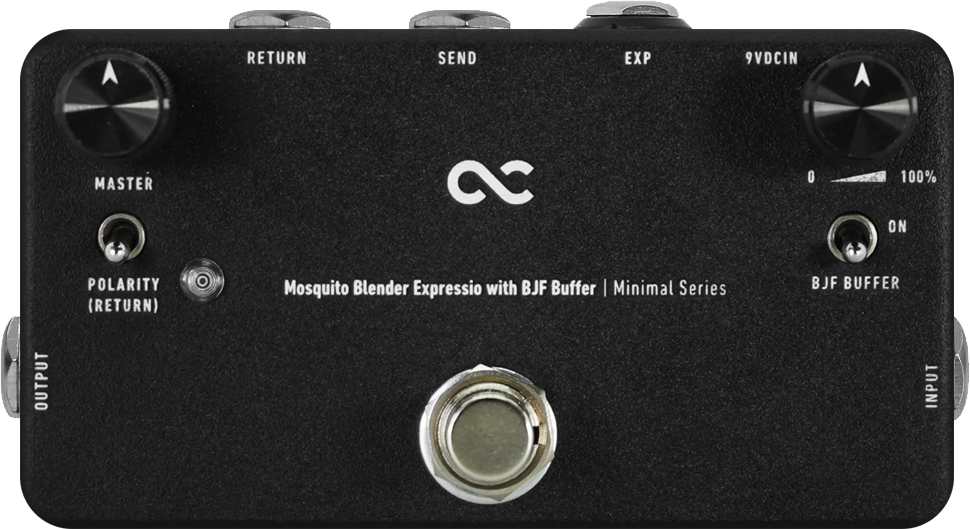 RETURN
SEND
EXP
9VDCIN
MASTER
0
100%
ON
POLARITY
(RETURN)
BJF BUFFER
Mosquito Blender Expressio with BJF Buffer | Minimal Series
OUTPUT
INPUT